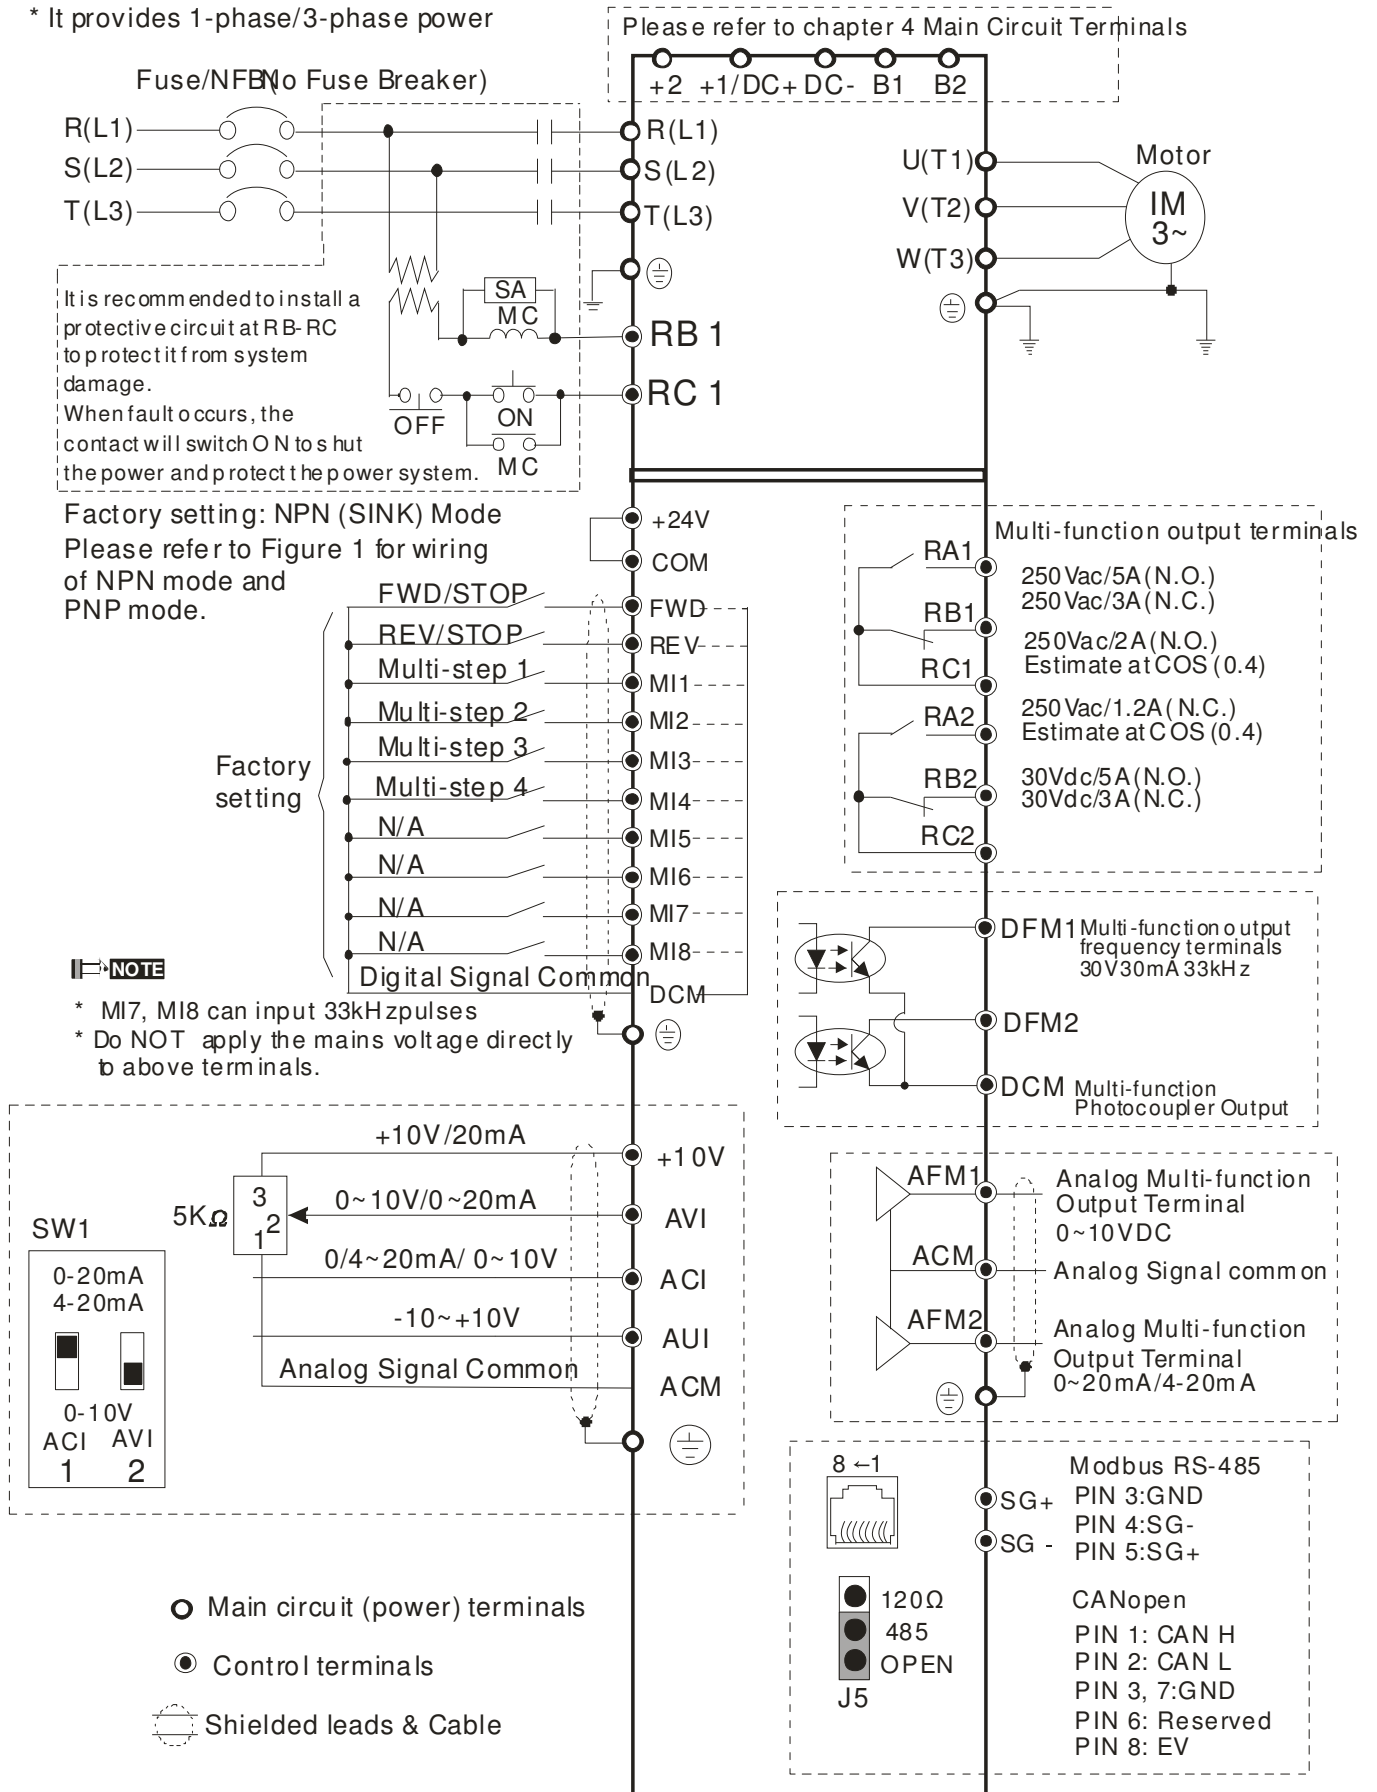 * It provides 1-phase/3-phase power
Please refer to chapter 4 Main Circuit Terminals
+2 +1/DC+ DC- B1 B2
Fuse/NFB(No Fuse Breaker)
R(L1)
S(L2)
T(L3)
R(L1)
S(L2)
T(L3)
U(T1)
V(T2)
W(T3)
Motor
IM
3~
It is recommended to install a
protective circuit at RB-RC
to protect it from system
damage.
When fault occurs, the
contact will switch ON to shut
the power and protect the power system.
SA
MC
OFF
ON
MC
RB1
RC1
Factory setting: NPN (SINK) Mode
Please refer to Figure 1 for wiring
of NPN mode and
PNP mode.
+24V
COM
FWD/STOP
FWD
REV/STOP
REV
Multi-step 1
MI1
Multi-step 2
MI2
Multi-step 3
MI3
Multi-step 4
MI4
N/A
MI5
N/A
MI6
N/A
MI7
N/A
MI8
Factory
setting
Digital Signal Common
DCM
NOTE
* MI7, MI8 can input 33kHzpulses
* Do NOT apply the mains voltage directly
to above terminals.
Multi-function output terminals
RA1
RB1
RC1
RA2
RB2
RC2
250Vac/5A(N.O.)
250Vac/3A(N.C.)
250Vac/2A(N.O.)
Estimate at COS (0.4)
250Vac/1.2A(N.C.)
Estimate at COS (0.4)
30Vdc/5A(N.O.)
30Vdc/3A(N.C.)
DFM1
Multi-function output
frequency terminals
30V30mA 33kHz
DFM2
DCM
Multi-function
Photocoupler Output
+10V/20mA
+10V
5KΩ
3
2
1
0~10V/0~20mA
AVI
0/4~20mA/ 0~10V
ACI
-10~+10V
AUI
Analog Signal Common
ACM
SW1
0-20mA
4-20mA
0-10V
ACI AVI
1 2
AFM1
Analog Multi-function
Output Terminal
0~10VDC
ACM
Analog Signal common
AFM2
Analog Multi-function
Output Terminal
0~20mA/4-20mA
8←1
SG+
SG -
Modbus RS-485
PIN 3:GND
PIN 4:SG-
PIN 5:SG+
120Ω
485
OPEN
J5
CANopen
PIN 1: CAN H
PIN 2: CAN L
PIN 3, 7:GND
PIN 6: Reserved
PIN 8: EV
Main circuit (power) terminals
Control terminals
Shielded leads & Cable